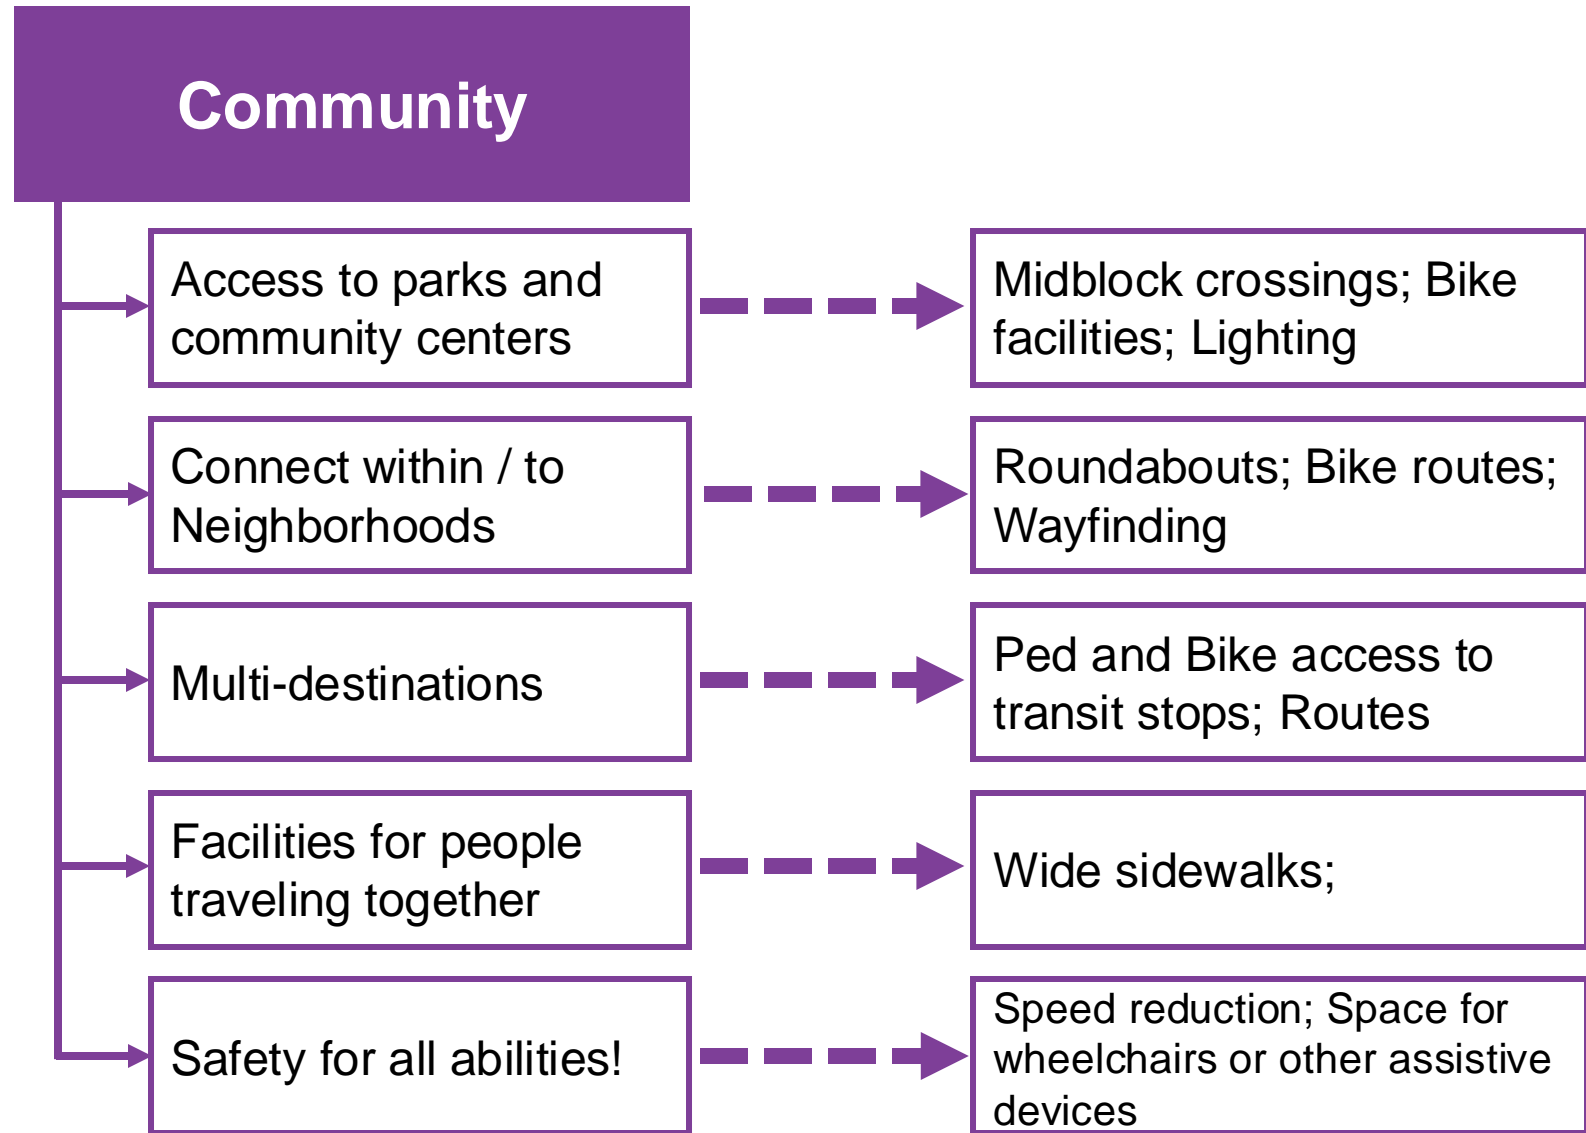 Community
Access to parks and
community centers
Midblock crossings; Bike
facilities; Lighting
Connect within / to
Neighborhoods
Roundabouts; Bike routes;
Wayfinding
Multi-destinations
Ped and Bike access to
transit stops; Routes
Facilities for people
traveling together
Wide sidewalks;
Safety for all abilities!
Speed reduction; Space for
wheelchairs or other assistive
devices